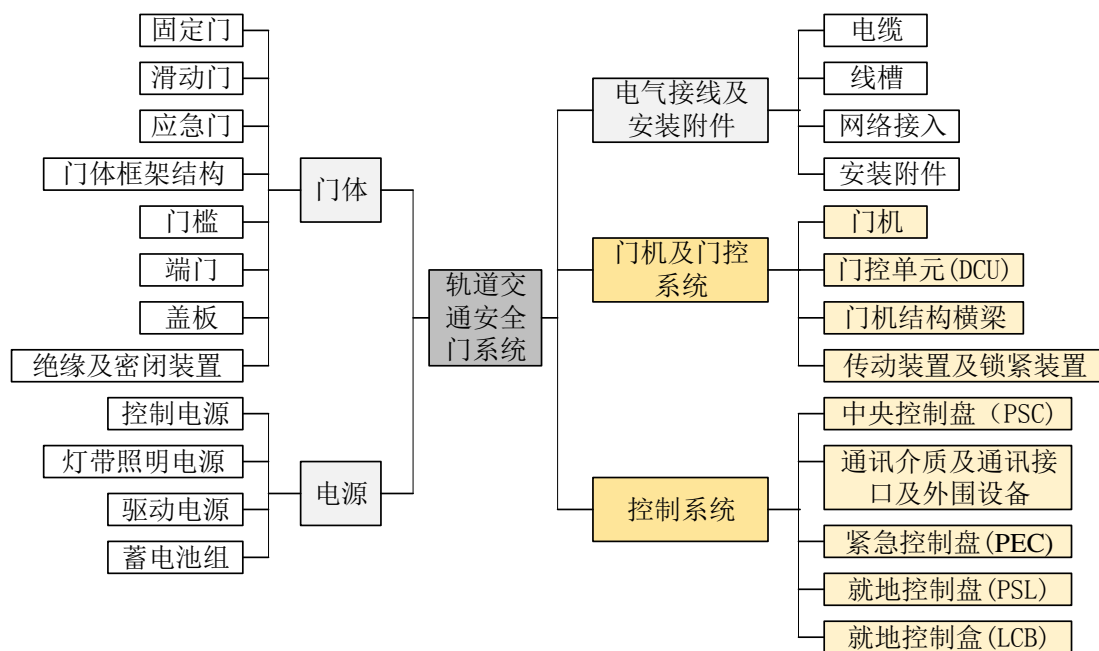 固定门
滑动门
应急门
门体框架结构
门槛
端门
盖板
绝缘及密闭装置
门体
控制电源
灯带照明电源
驱动电源
蓄电池组
电源
轨道交
通安全
门系统
电气接线及
安装附件
电缆
线槽
网络接入
安装附件
门机及门控
系统
门机
门控单元(DCU)
门机结构横梁
传动装置及锁紧装置
控制系统
中央控制盘（PSC)
通讯介质及通讯接
口及外围设备
紧急控制盘(PEC)
就地控制盘(PSL)
就地控制盒(LCB)